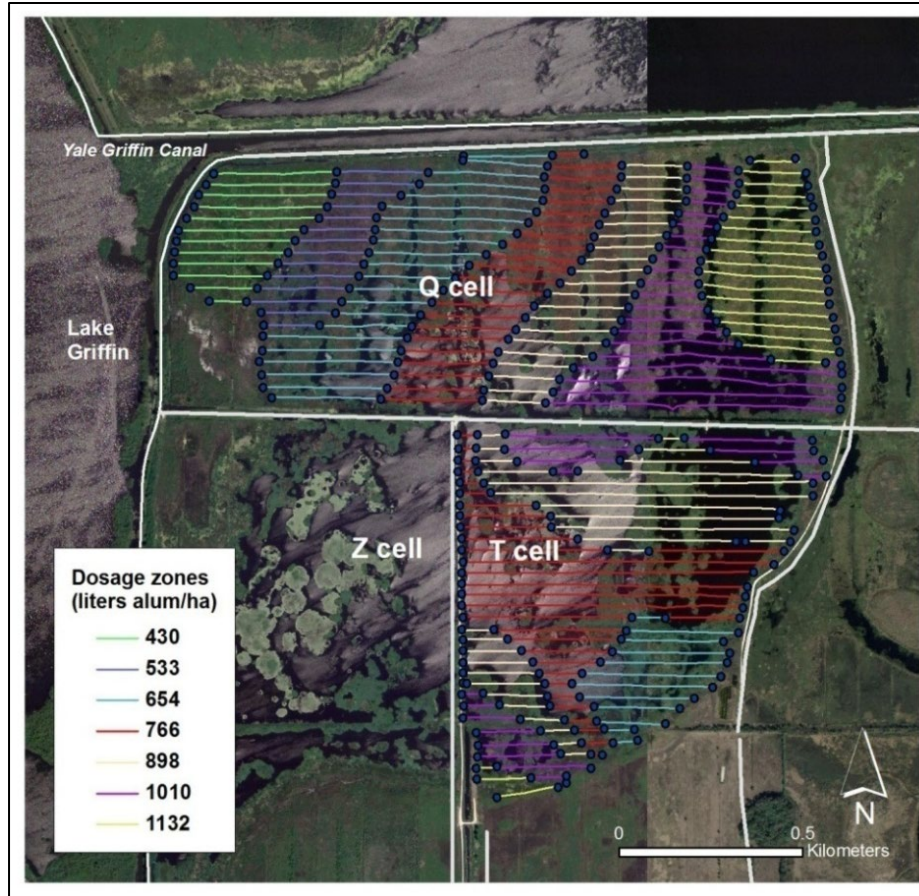 Yale Griffin Canal
Q cell
Lake
Griffin
Z cell
T cell
Dosage zones
(liters alum/ha)
430
533
654
766
898
1010
1132
N
0
0.5
Kilometers